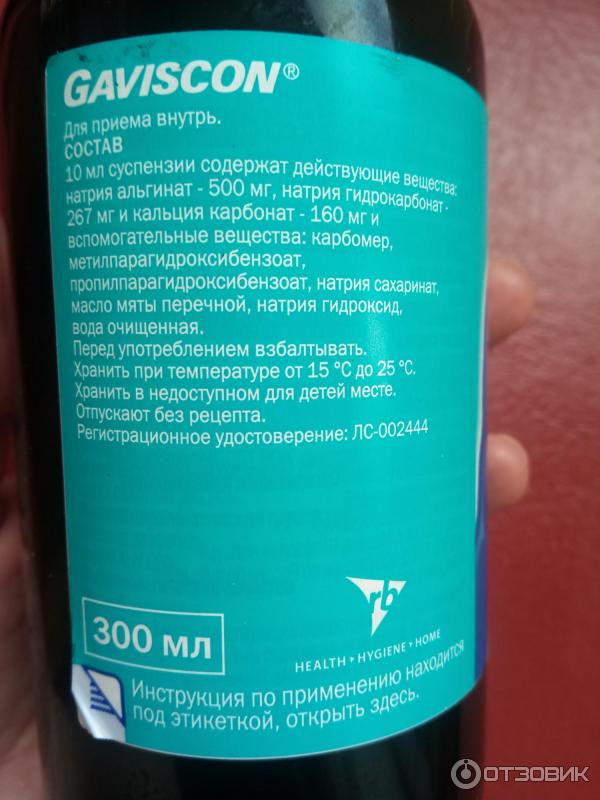 GAVISCON®
Для приема внутрь.
СОСТАВ
10 мл суспензии содержат действующие вещества:
натрия альгинат - 500 мг, натрия гидрокарбонат -
267 мг и кальция карбонат - 160 мг и
вспомогательные вещества: карбомер,
метилпарагидроксибензоат,
пропилпарагидроксибензоат, натрия сахаринат,
масло мяты перечной, натрия гидроксид,
вода очищенная.
Перед употреблением взбалтывать.
Хранить при температуре от 15 °C до 25 °C.
Хранить в недоступном для детей месте.
Отпускают без рецепта.
Регистрационное удостоверение: ЛС-002444
rb
300 мл
HEALTH • HYGIENE • HOME
Инструкция по применению находится
под этикеткой, открыть здесь.
ОТЗОВИК